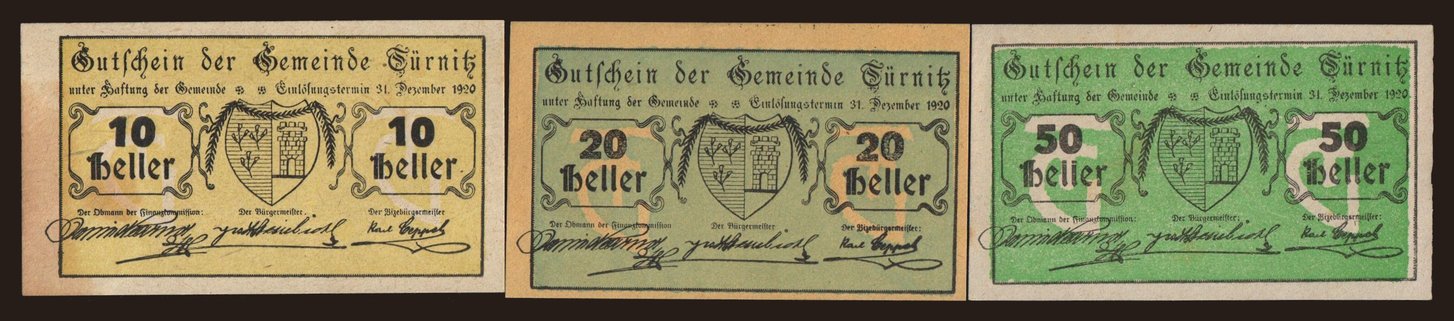 Gutschein der Gemeinde Türnitz
unter Haftung der Gemeinde Einlösungstermin 31. Dezember 1920
10 Heller
10 Heller
Der Obmann der Finanzkommission:
Der Bürgermeister:
Der Vizebürgermeister
Karl
Gutschein der Gemeinde Türnitz
unter Haftung der Gemeinde Einlösungstermin 31. Dezember 1920
20 Heller
20 Heller
Der Obmann der Finanzkommission:
Der Bürgermeister:
Der Vizebürgermeister:
Karl
Gutschein der Gemeinde Türnitz
unter Haftung der Gemeinde Einlösungstermin 31. Dezember 1920
50 Heller
50 Heller
Der Obmann der Finanzkommission:
Der Bürgermeister:
Der Vizebürgermeister:
Karl